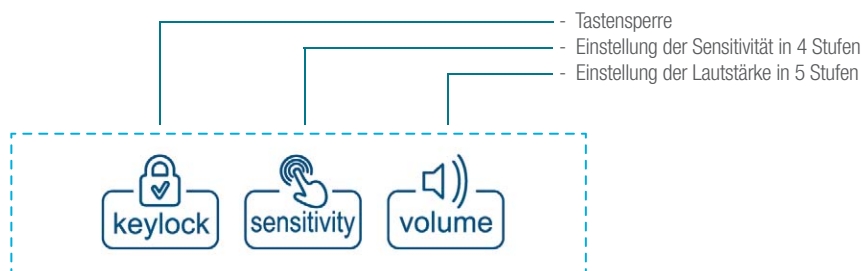 - Tastensperre
- Einstellung der Sensitivität in 4 Stufen
- Einstellung der Lautstärke in 5 Stufen
keylock sensitivity volume